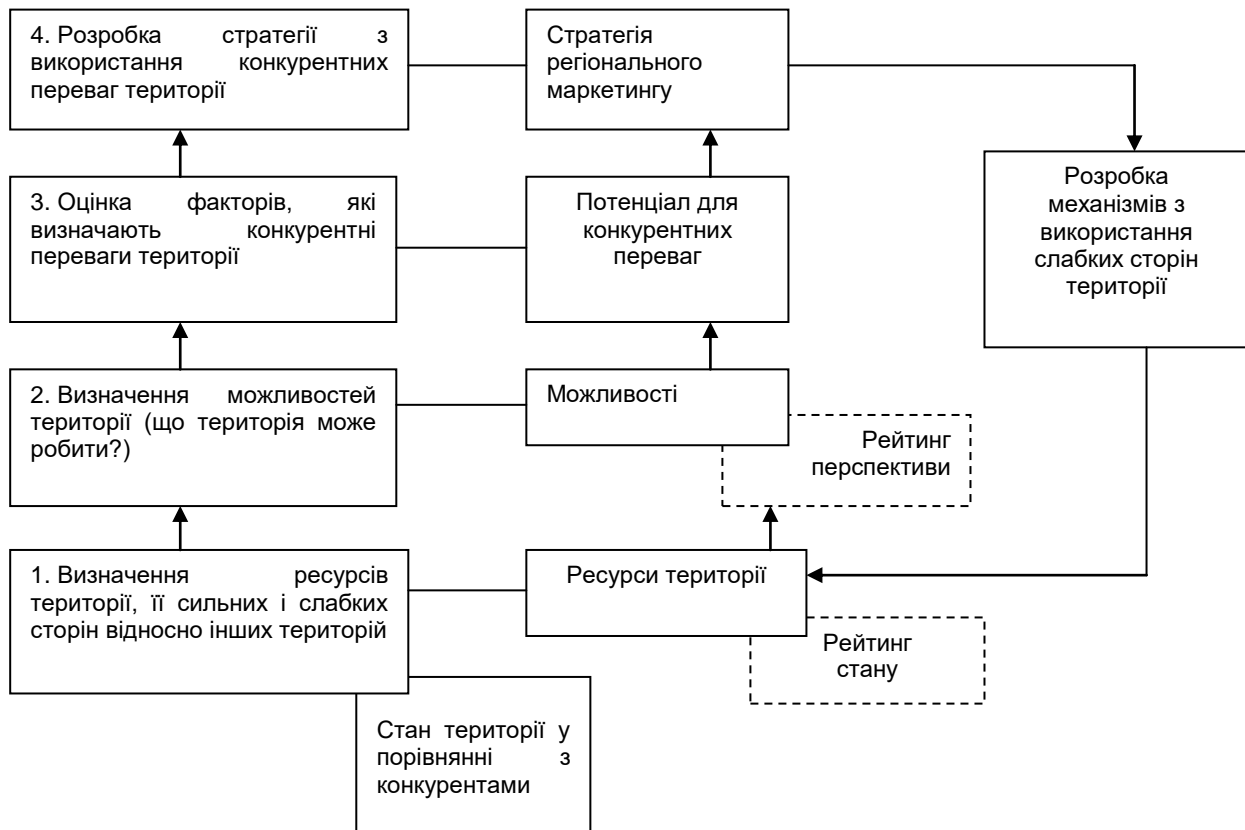 4. Розробка стратегії з
використання конкурентних
переваг території
Стратегія
регіонального
маркетингу
Розробка
механізмів з
використання
слабких сторін
території
3. Оцінка факторів, які
визначають конкурентні
переваги території
Потенціал для
конкурентних
переваг
2. Визначення можливостей
території (що територія може
робити?)
Можливості
Рейтинг
перспективи
1. Визначення ресурсів
території, її сильних і слабких
сторін відносно інших територій
Ресурси території
Рейтинг
стану
Стан території у
порівнянні з
конкурентами